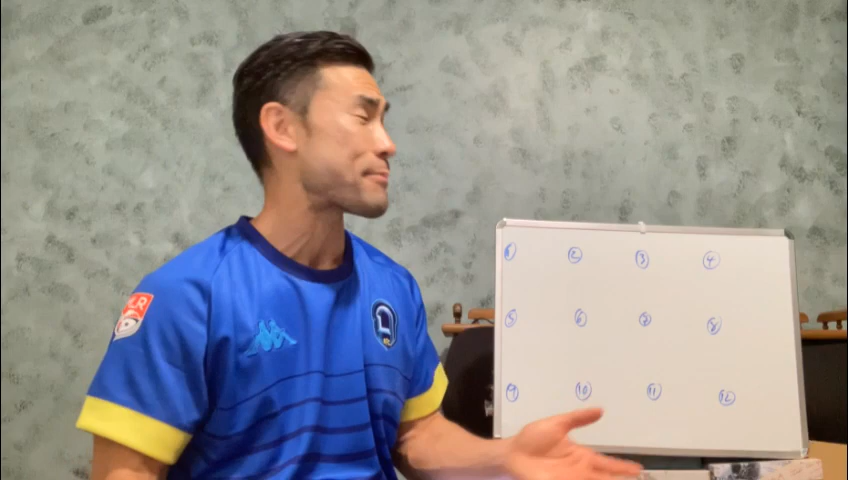 ① ② ③ ④
⑤ ⑥ ⑦ ⑧
⑨ ⑩ ⑪ ⑫